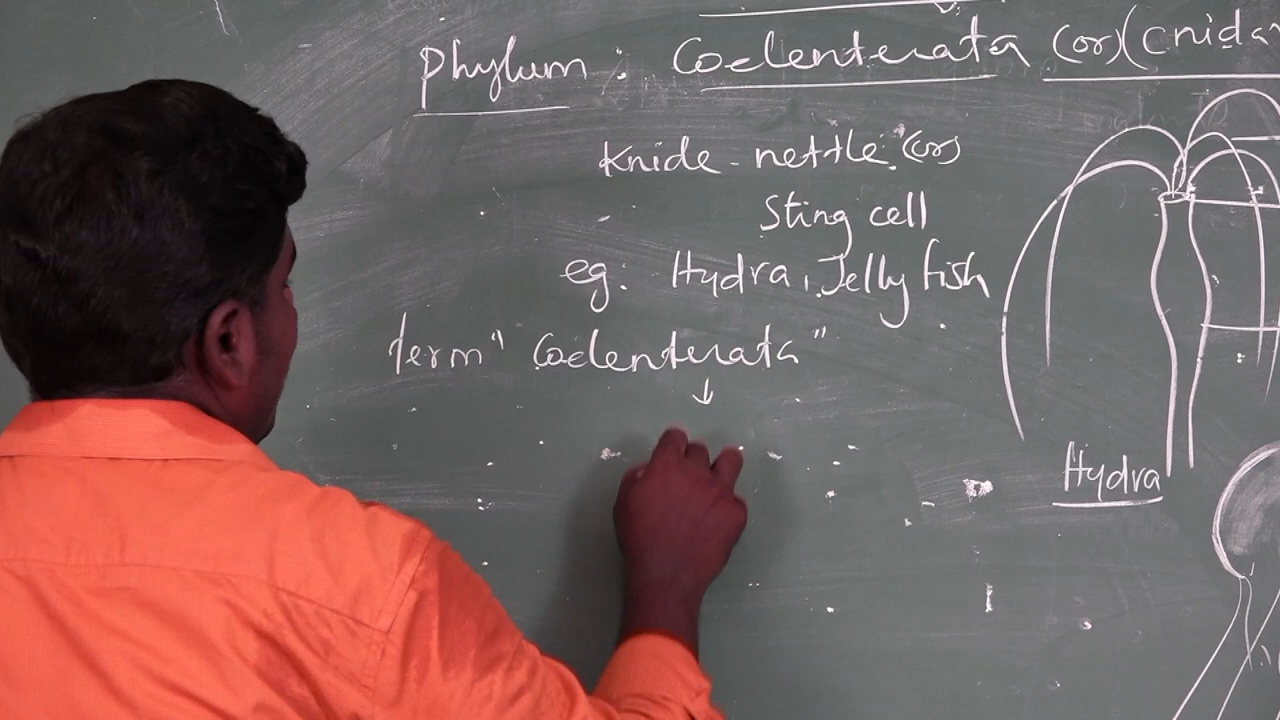 Phylum : Coelenterata (or) (Cnida
Knide - nettle (or)
Sting cell
eg: Hydra, Jelly fish
term "Coelenterata"
↓
Hydra